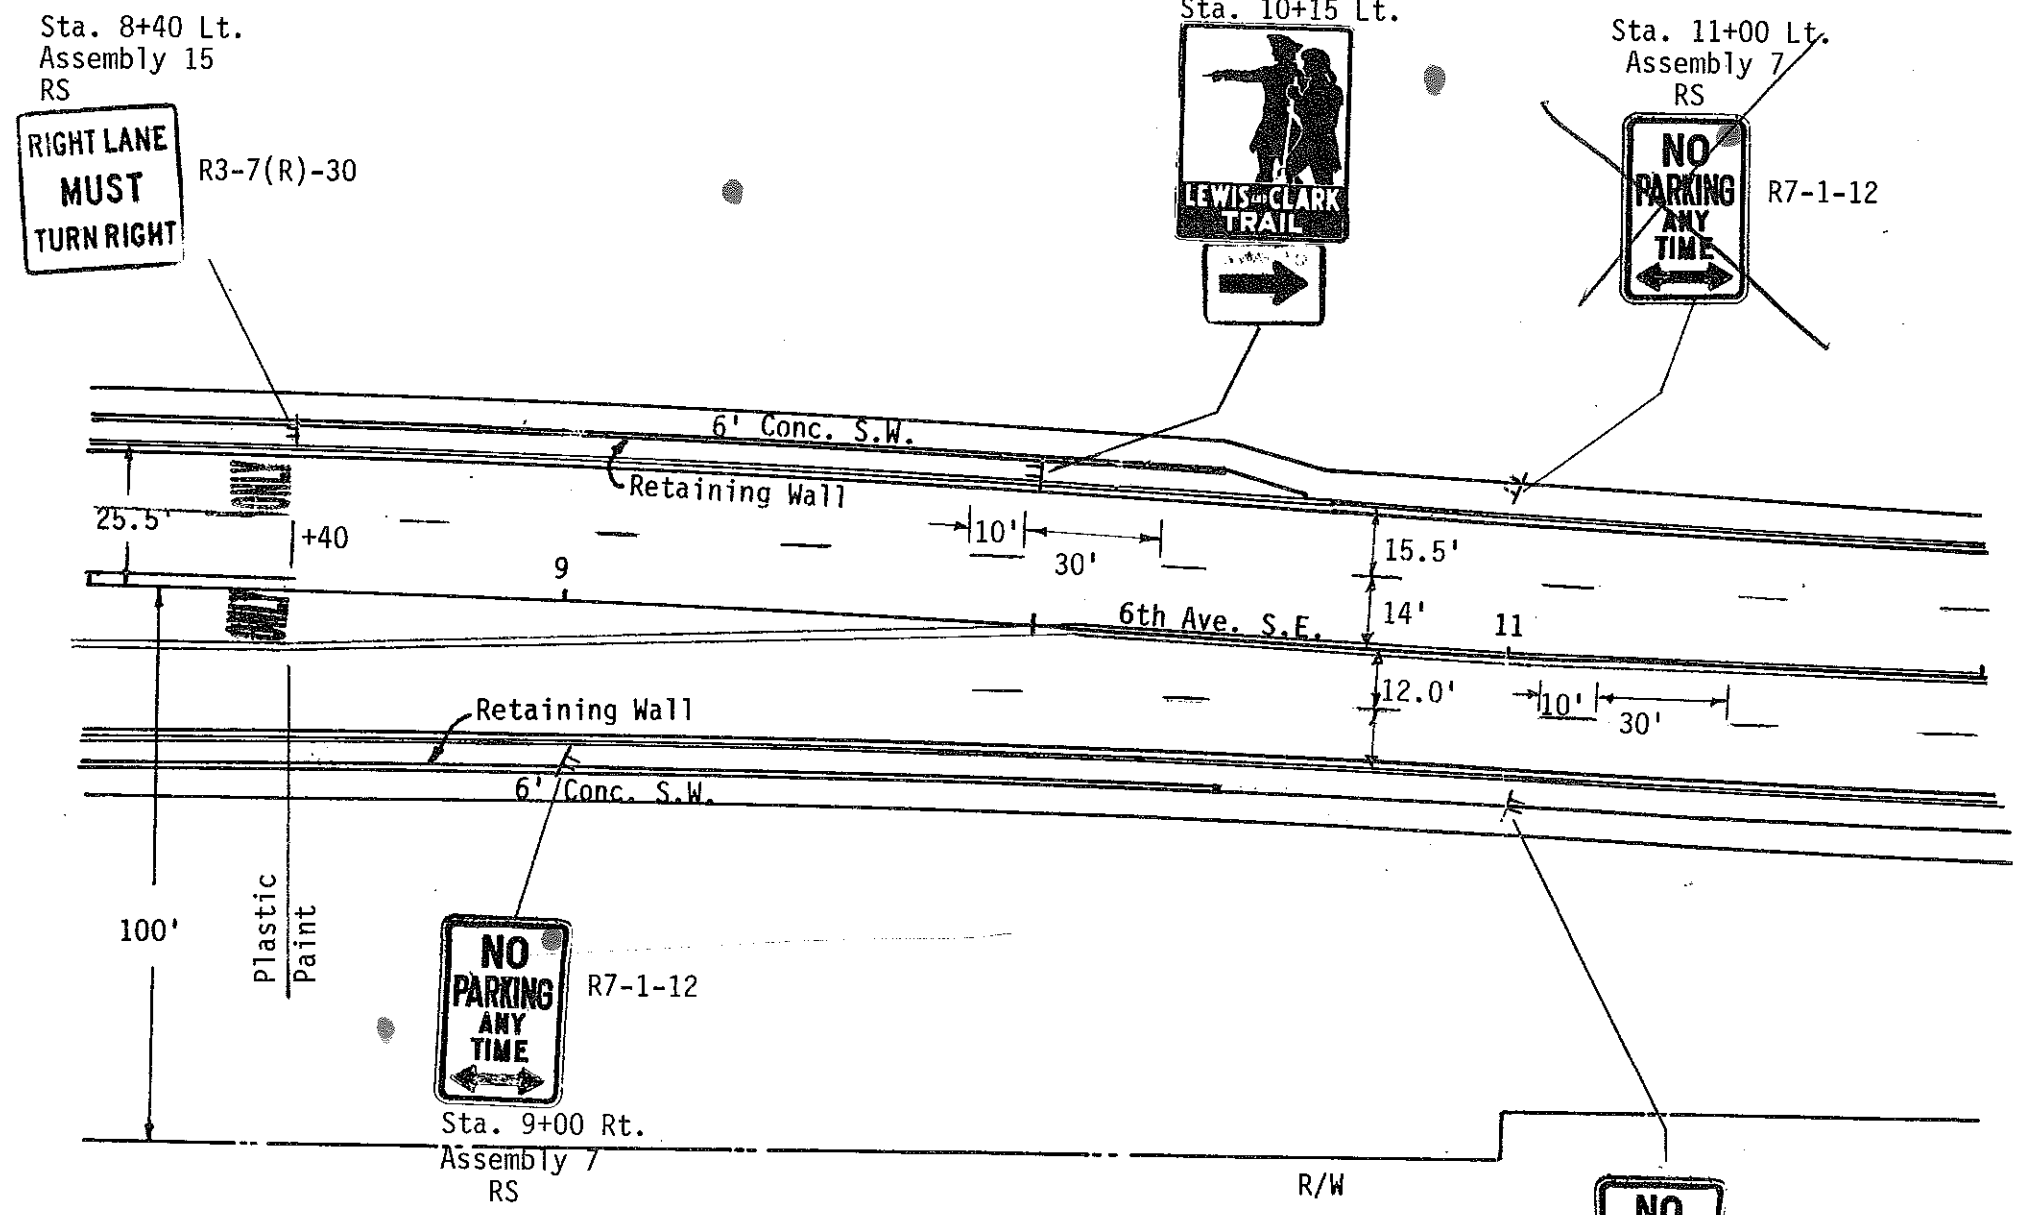 Sta. 8+40 Lt.
Assembly 15
RS
RIGHT LANE
MUST
TURN RIGHT
R3-7(R)-30
Sta. 10+15 Lt.
LEWIS AND CLARK
TRAIL
Sta. 11+00 Lt.
Assembly 7
RS
NO
PARKING
ANY
TIME
R7-1-12
6' Conc. S.W.
Retaining Wall
25.5'
+40
9
10'
30'
15.5'
14'
6th Ave. S.E.
11
12.0'
10'
30'
Retaining Wall
6' Conc. S.W.
100'
Plastic
Paint
NO
PARKING
ANY
TIME
R7-1-12
Sta. 9+00 Rt.
Assembly 7
RS
R/W
NO